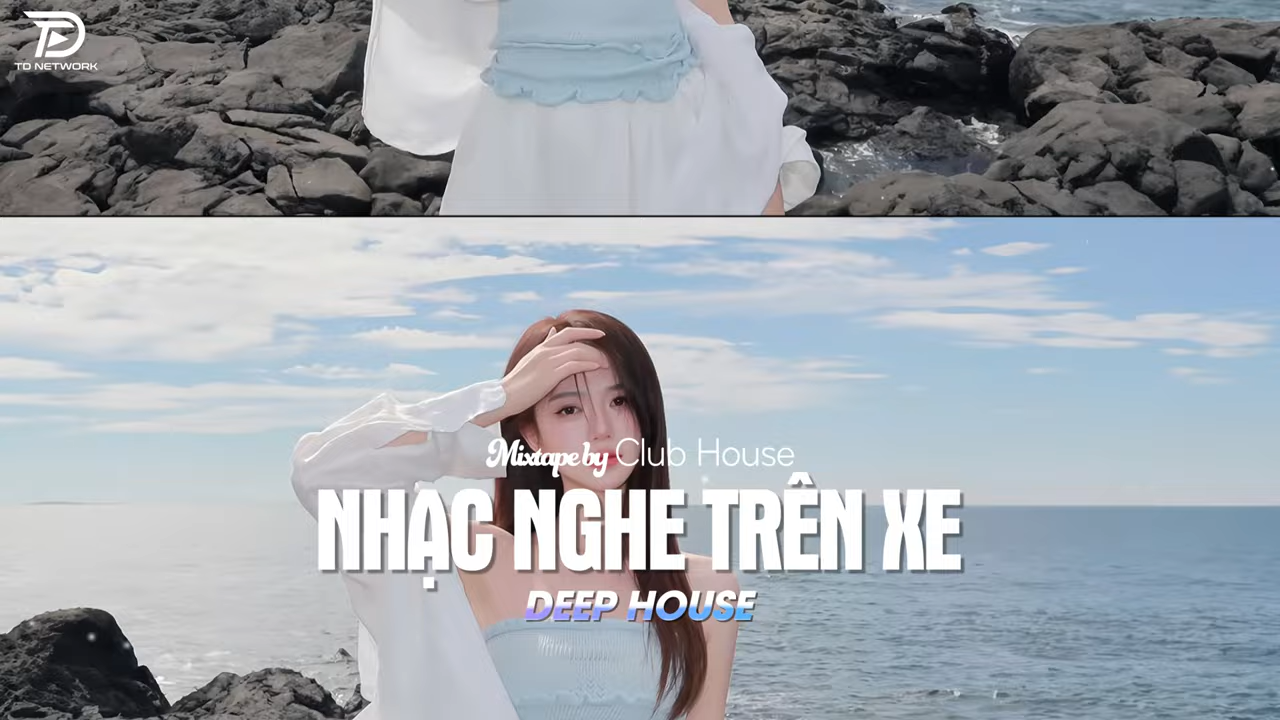 TD NETWORK
Mixtape by Club House
NHẠC NGHE TRÊN XE
DEEP HOUSE